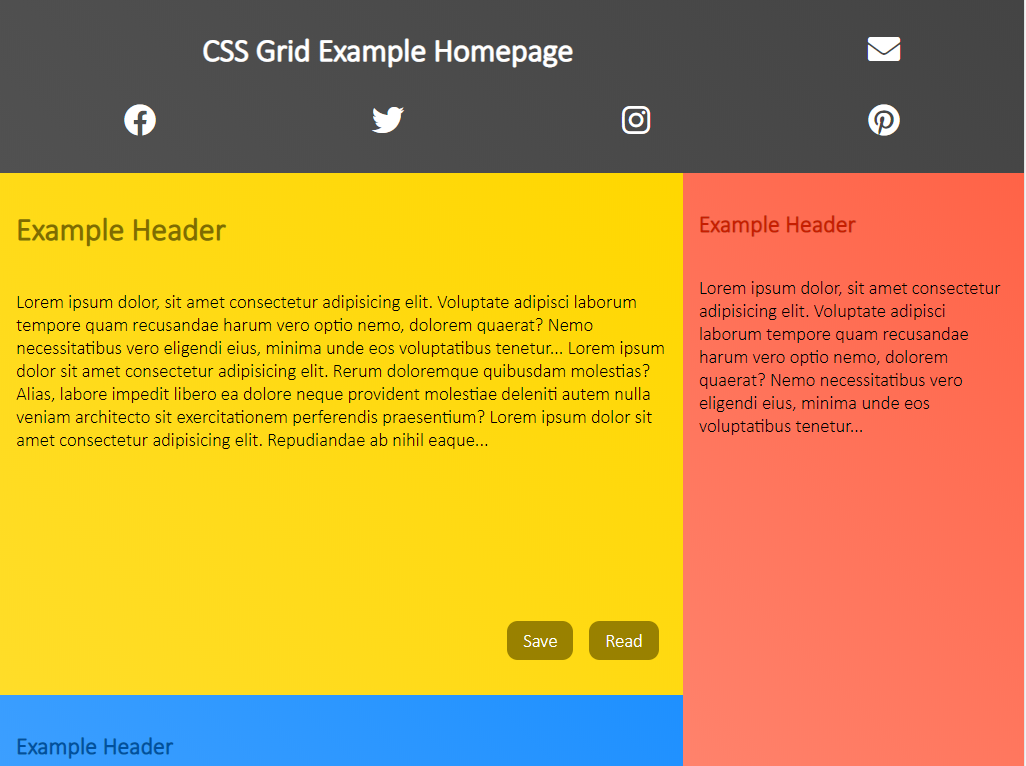 CSS Grid Example Homepage
Example Header
Lorem ipsum dolor, sit amet consectetur adipisicing elit. Voluptate adipisci laborum
tempore quam recusandae harum vero optio nemo, dolorem quaerat? Nemo
necessitatibus vero eligendi eius, minima unde eos voluptatibus tenetur... Lorem ipsum
dolor sit amet consectetur adipisicing elit. Rerum doloremque quibusdam molestias?
Alias, labore impedit libero ea dolore neque provident molestiae deleniti autem nulla
veniam architecto sit exercitationem perferendis praesentium? Lorem ipsum dolor sit
amet consectetur adipisicing elit. Repudiandae ab nihil eaque...
Save
Read
Example Header
Lorem ipsum dolor, sit amet consectetur
adipisicing elit. Voluptate adipisci
laborum tempore quam recusandae
harum vero optio nemo, dolorem
quaerat? Nemo necessitatibus vero
eligendi eius, minima unde eos
voluptatibus tenetur...
Example Header